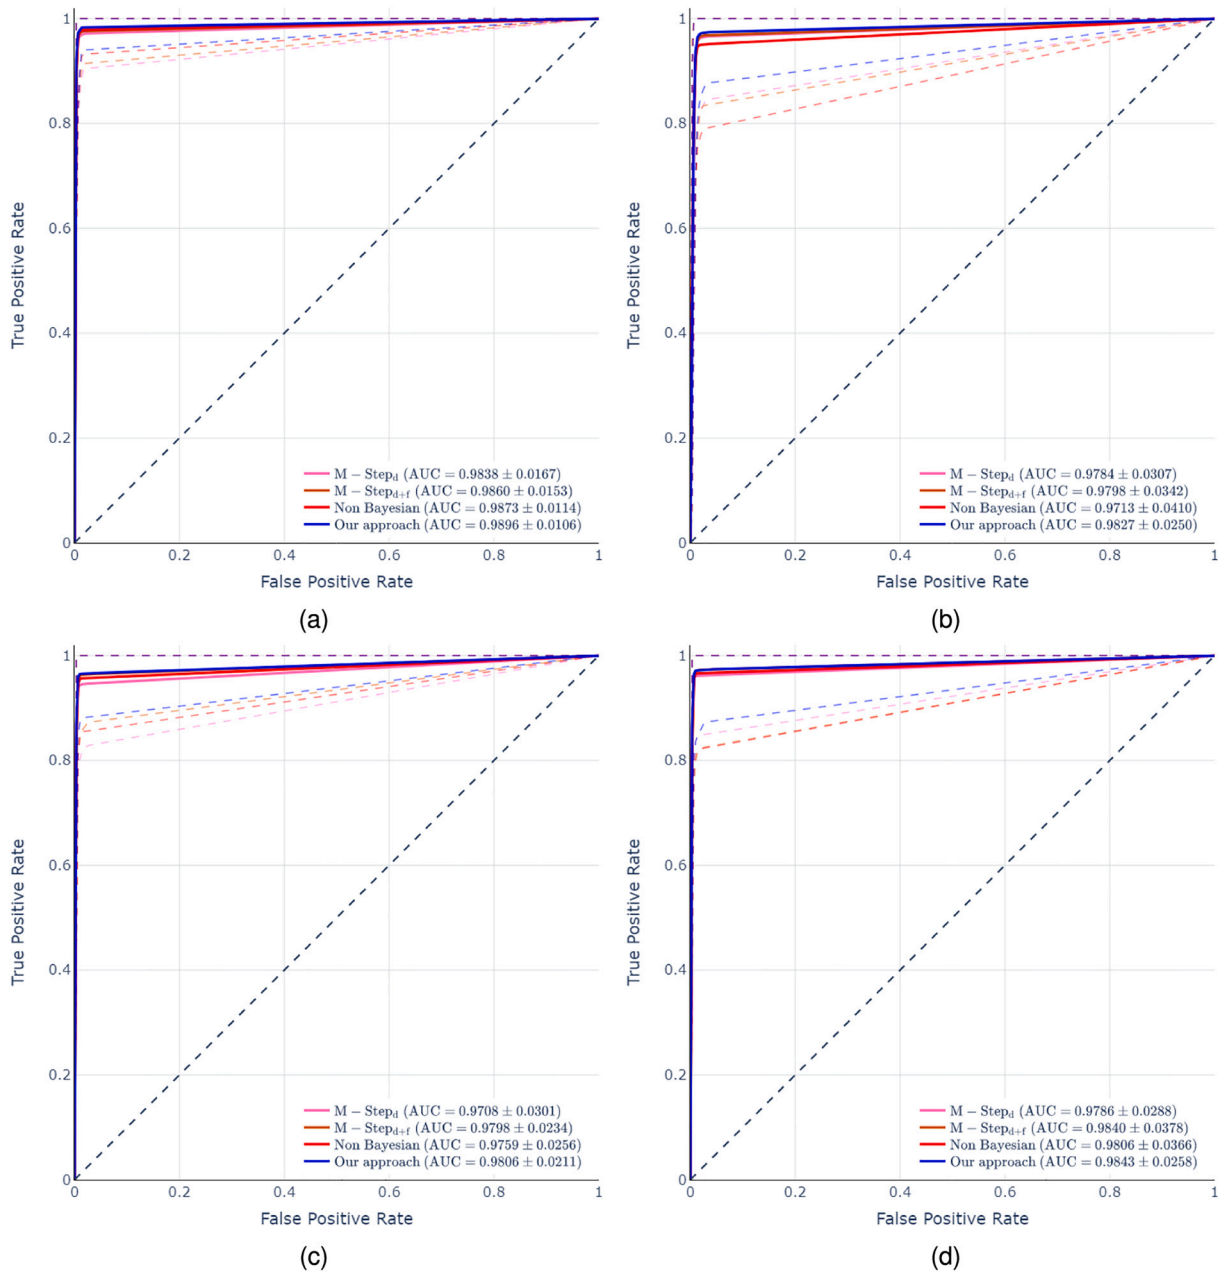 1
0.8
0.6
0.4
0.2
0
True Positive Rate
M − Step_d (AUC = 0.9838 ± 0.0167)
M − Step_d+f (AUC = 0.9860 ± 0.0153)
Non Bayesian (AUC = 0.9873 ± 0.0114)
Our approach (AUC = 0.9896 ± 0.0106)
0 0.2 0.4 0.6 0.8 1
False Positive Rate
(a)
1
0.8
0.6
0.4
0.2
0
True Positive Rate
M − Step_d (AUC = 0.9784 ± 0.0307)
M − Step_d+f (AUC = 0.9798 ± 0.0342)
Non Bayesian (AUC = 0.9713 ± 0.0410)
Our approach (AUC = 0.9827 ± 0.0250)
0 0.2 0.4 0.6 0.8 1
False Positive Rate
(b)
1
0.8
0.6
0.4
0.2
0
True Positive Rate
M − Step_d (AUC = 0.9708 ± 0.0301)
M − Step_d+f (AUC = 0.9798 ± 0.0234)
Non Bayesian (AUC = 0.9759 ± 0.0256)
Our approach (AUC = 0.9806 ± 0.0211)
0 0.2 0.4 0.6 0.8 1
False Positive Rate
(c)
1
0.8
0.6
0.4
0.2
0
True Positive Rate
M − Step_d (AUC = 0.9786 ± 0.0288)
M − Step_d+f (AUC = 0.9840 ± 0.0378)
Non Bayesian (AUC = 0.9806 ± 0.0366)
Our approach (AUC = 0.9843 ± 0.0258)
0 0.2 0.4 0.6 0.8 1
False Positive Rate
(d)